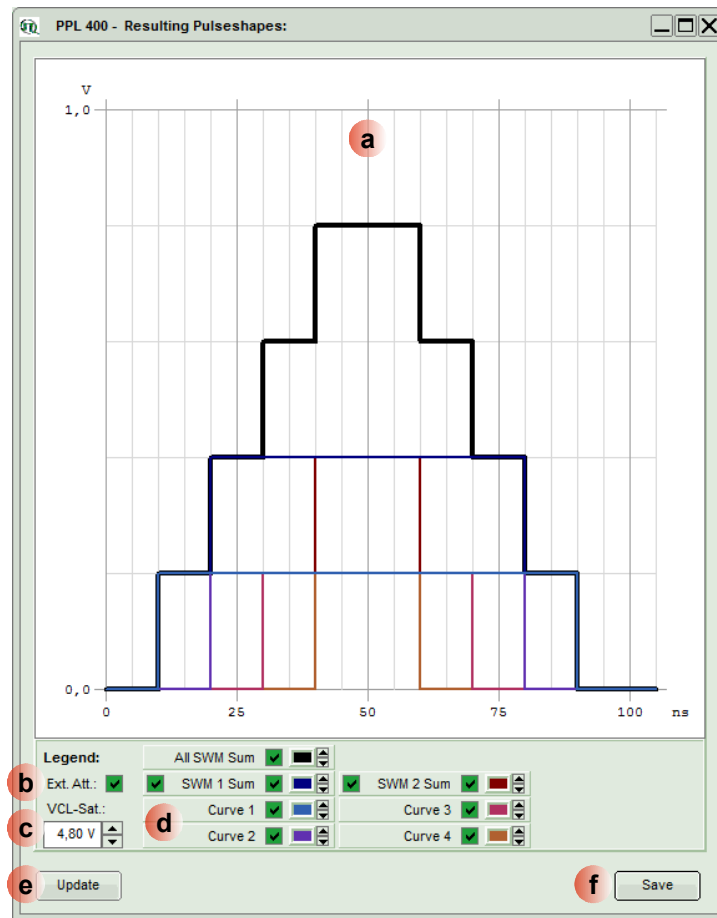 PPL 400 - Resulting Pulseshapes:
V
1,0
a
0,0
0 25 50 75 100 ns
Legend: All SWM Sum
b Ext. Att.: SWM 1 Sum SWM 2 Sum
VCL-Sat.: d Curve 1 Curve 3
c 4,80 V Curve 2 Curve 4
e Update f Save